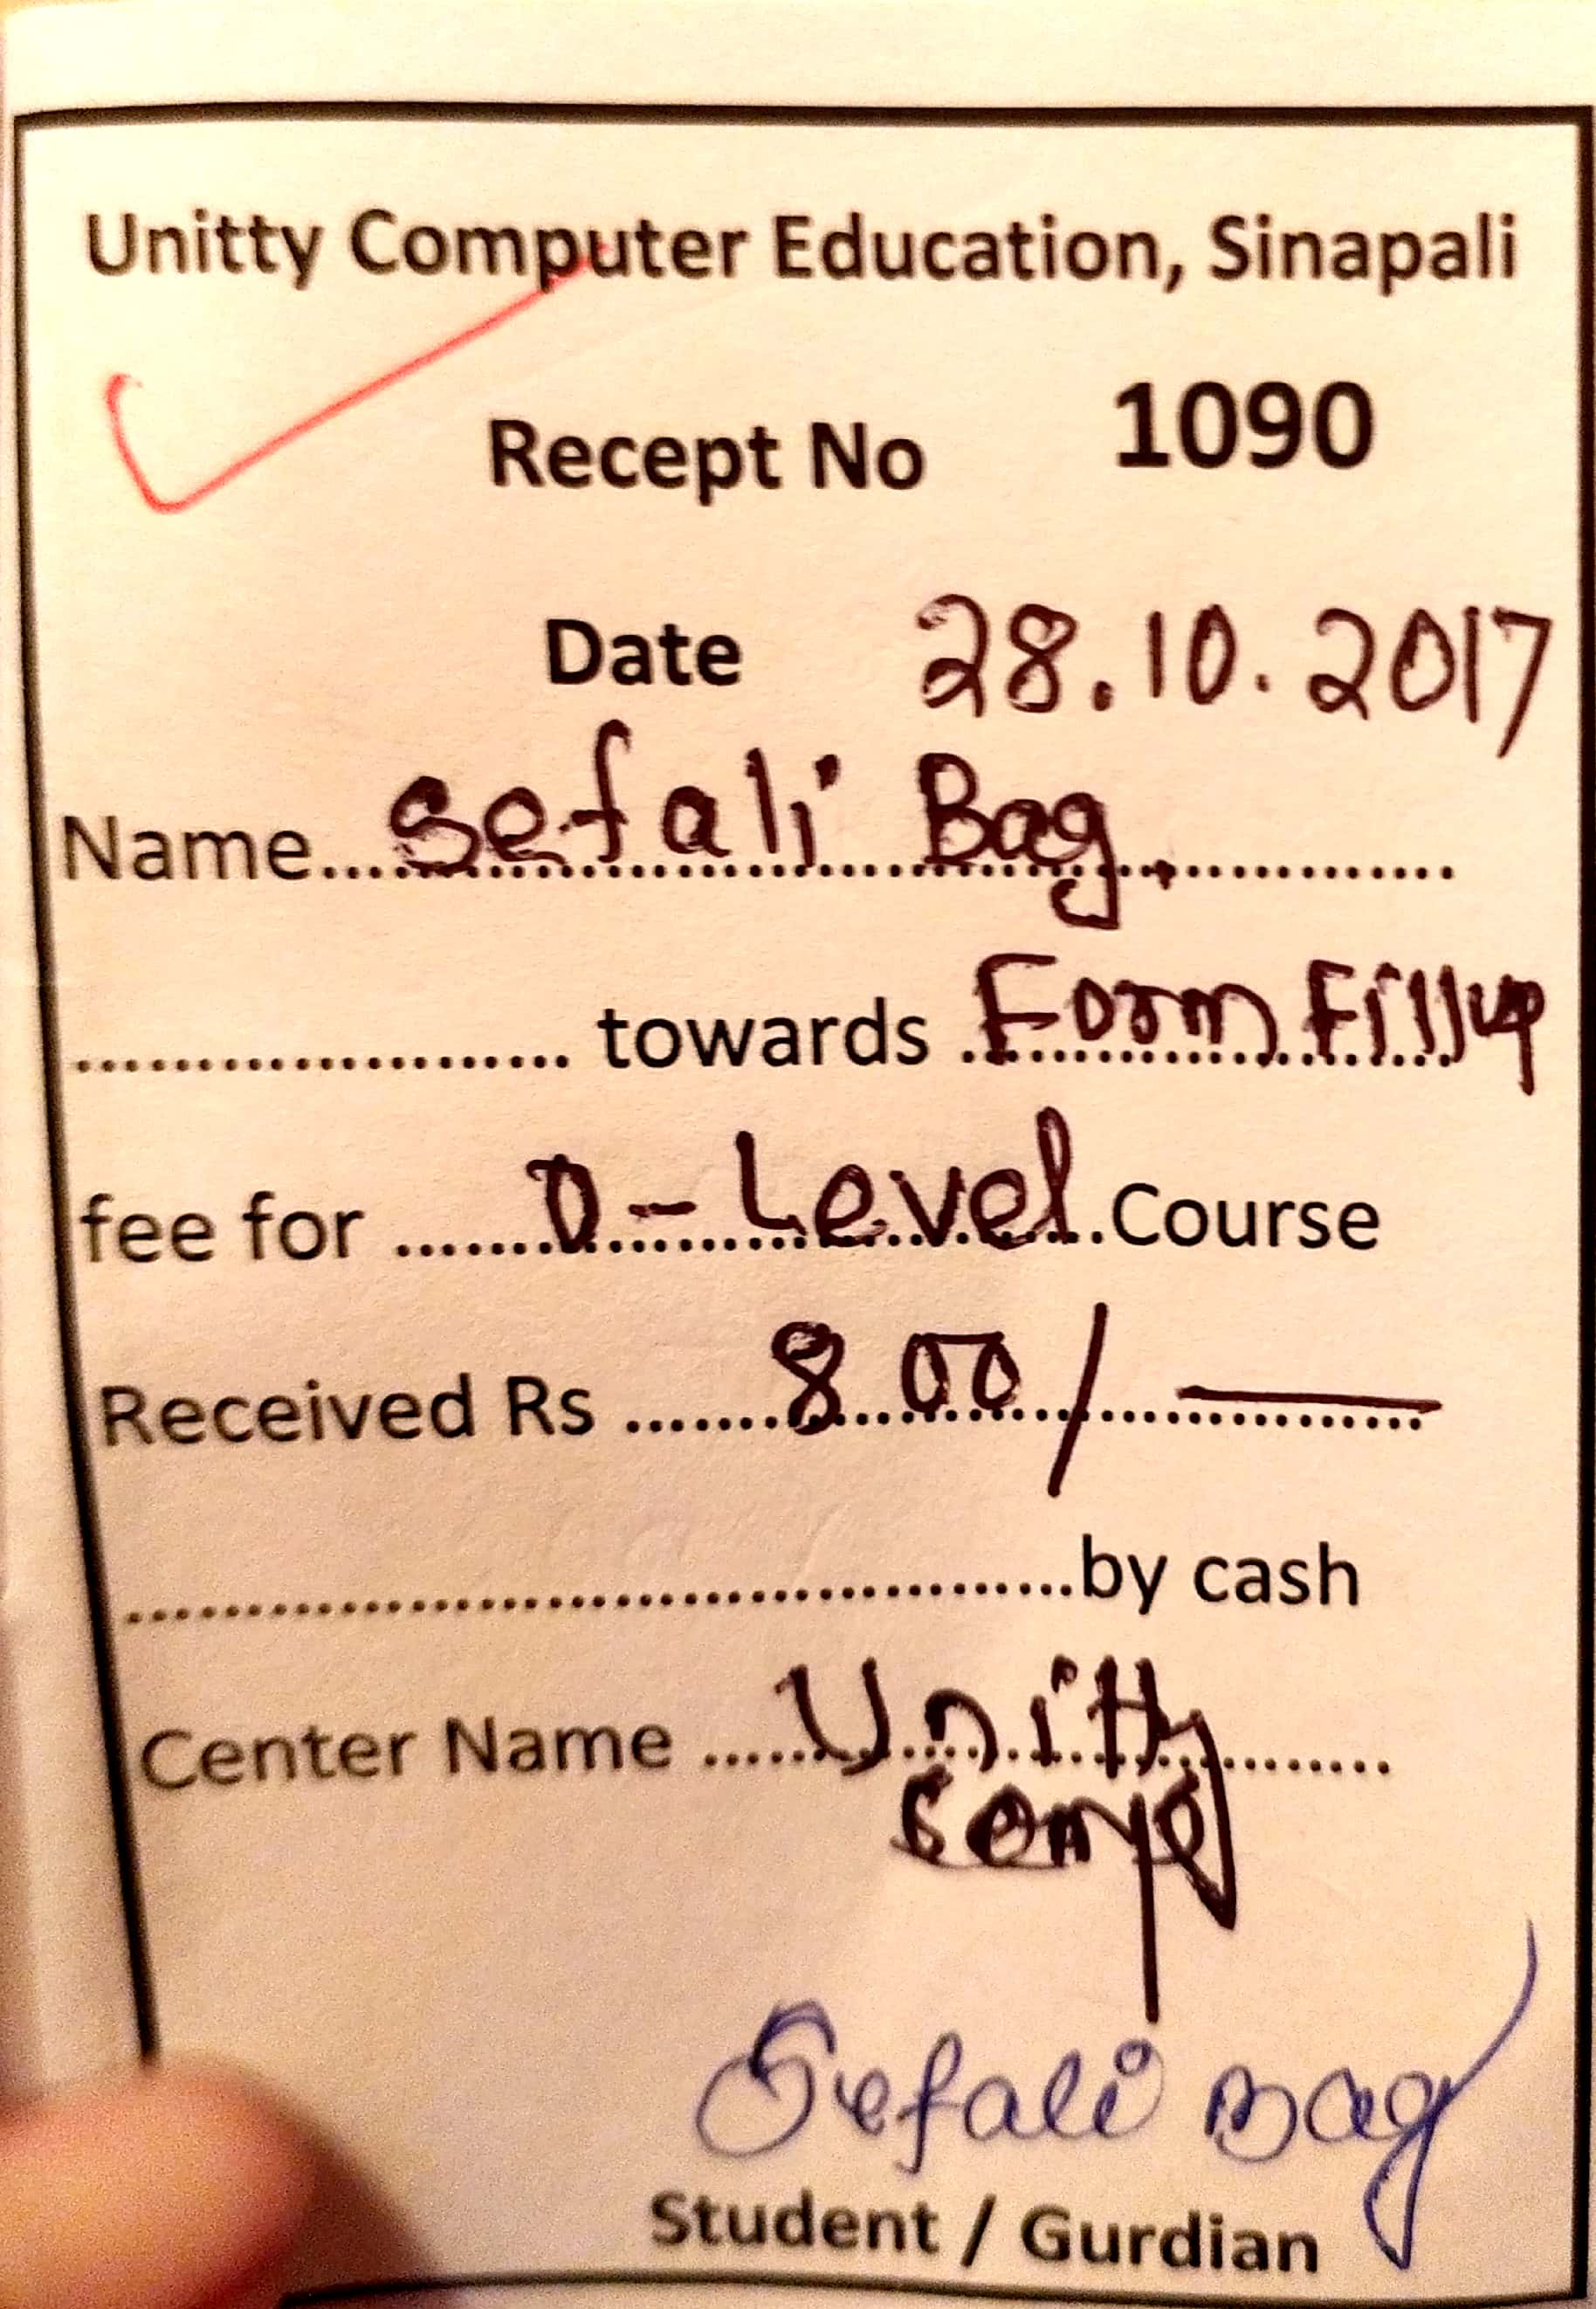 Unitty Computer Education, Sinapali
Recept No 1090
Date 28.10.2017
Name.... Sefali Bag.
.................... towards Form Fillup
fee for ...... O-Level.Course
Received Rs ...... 800/—
......................................by cash
Center Name ..... Unitty
Comp
Sefali Bag
Student / Gurdian